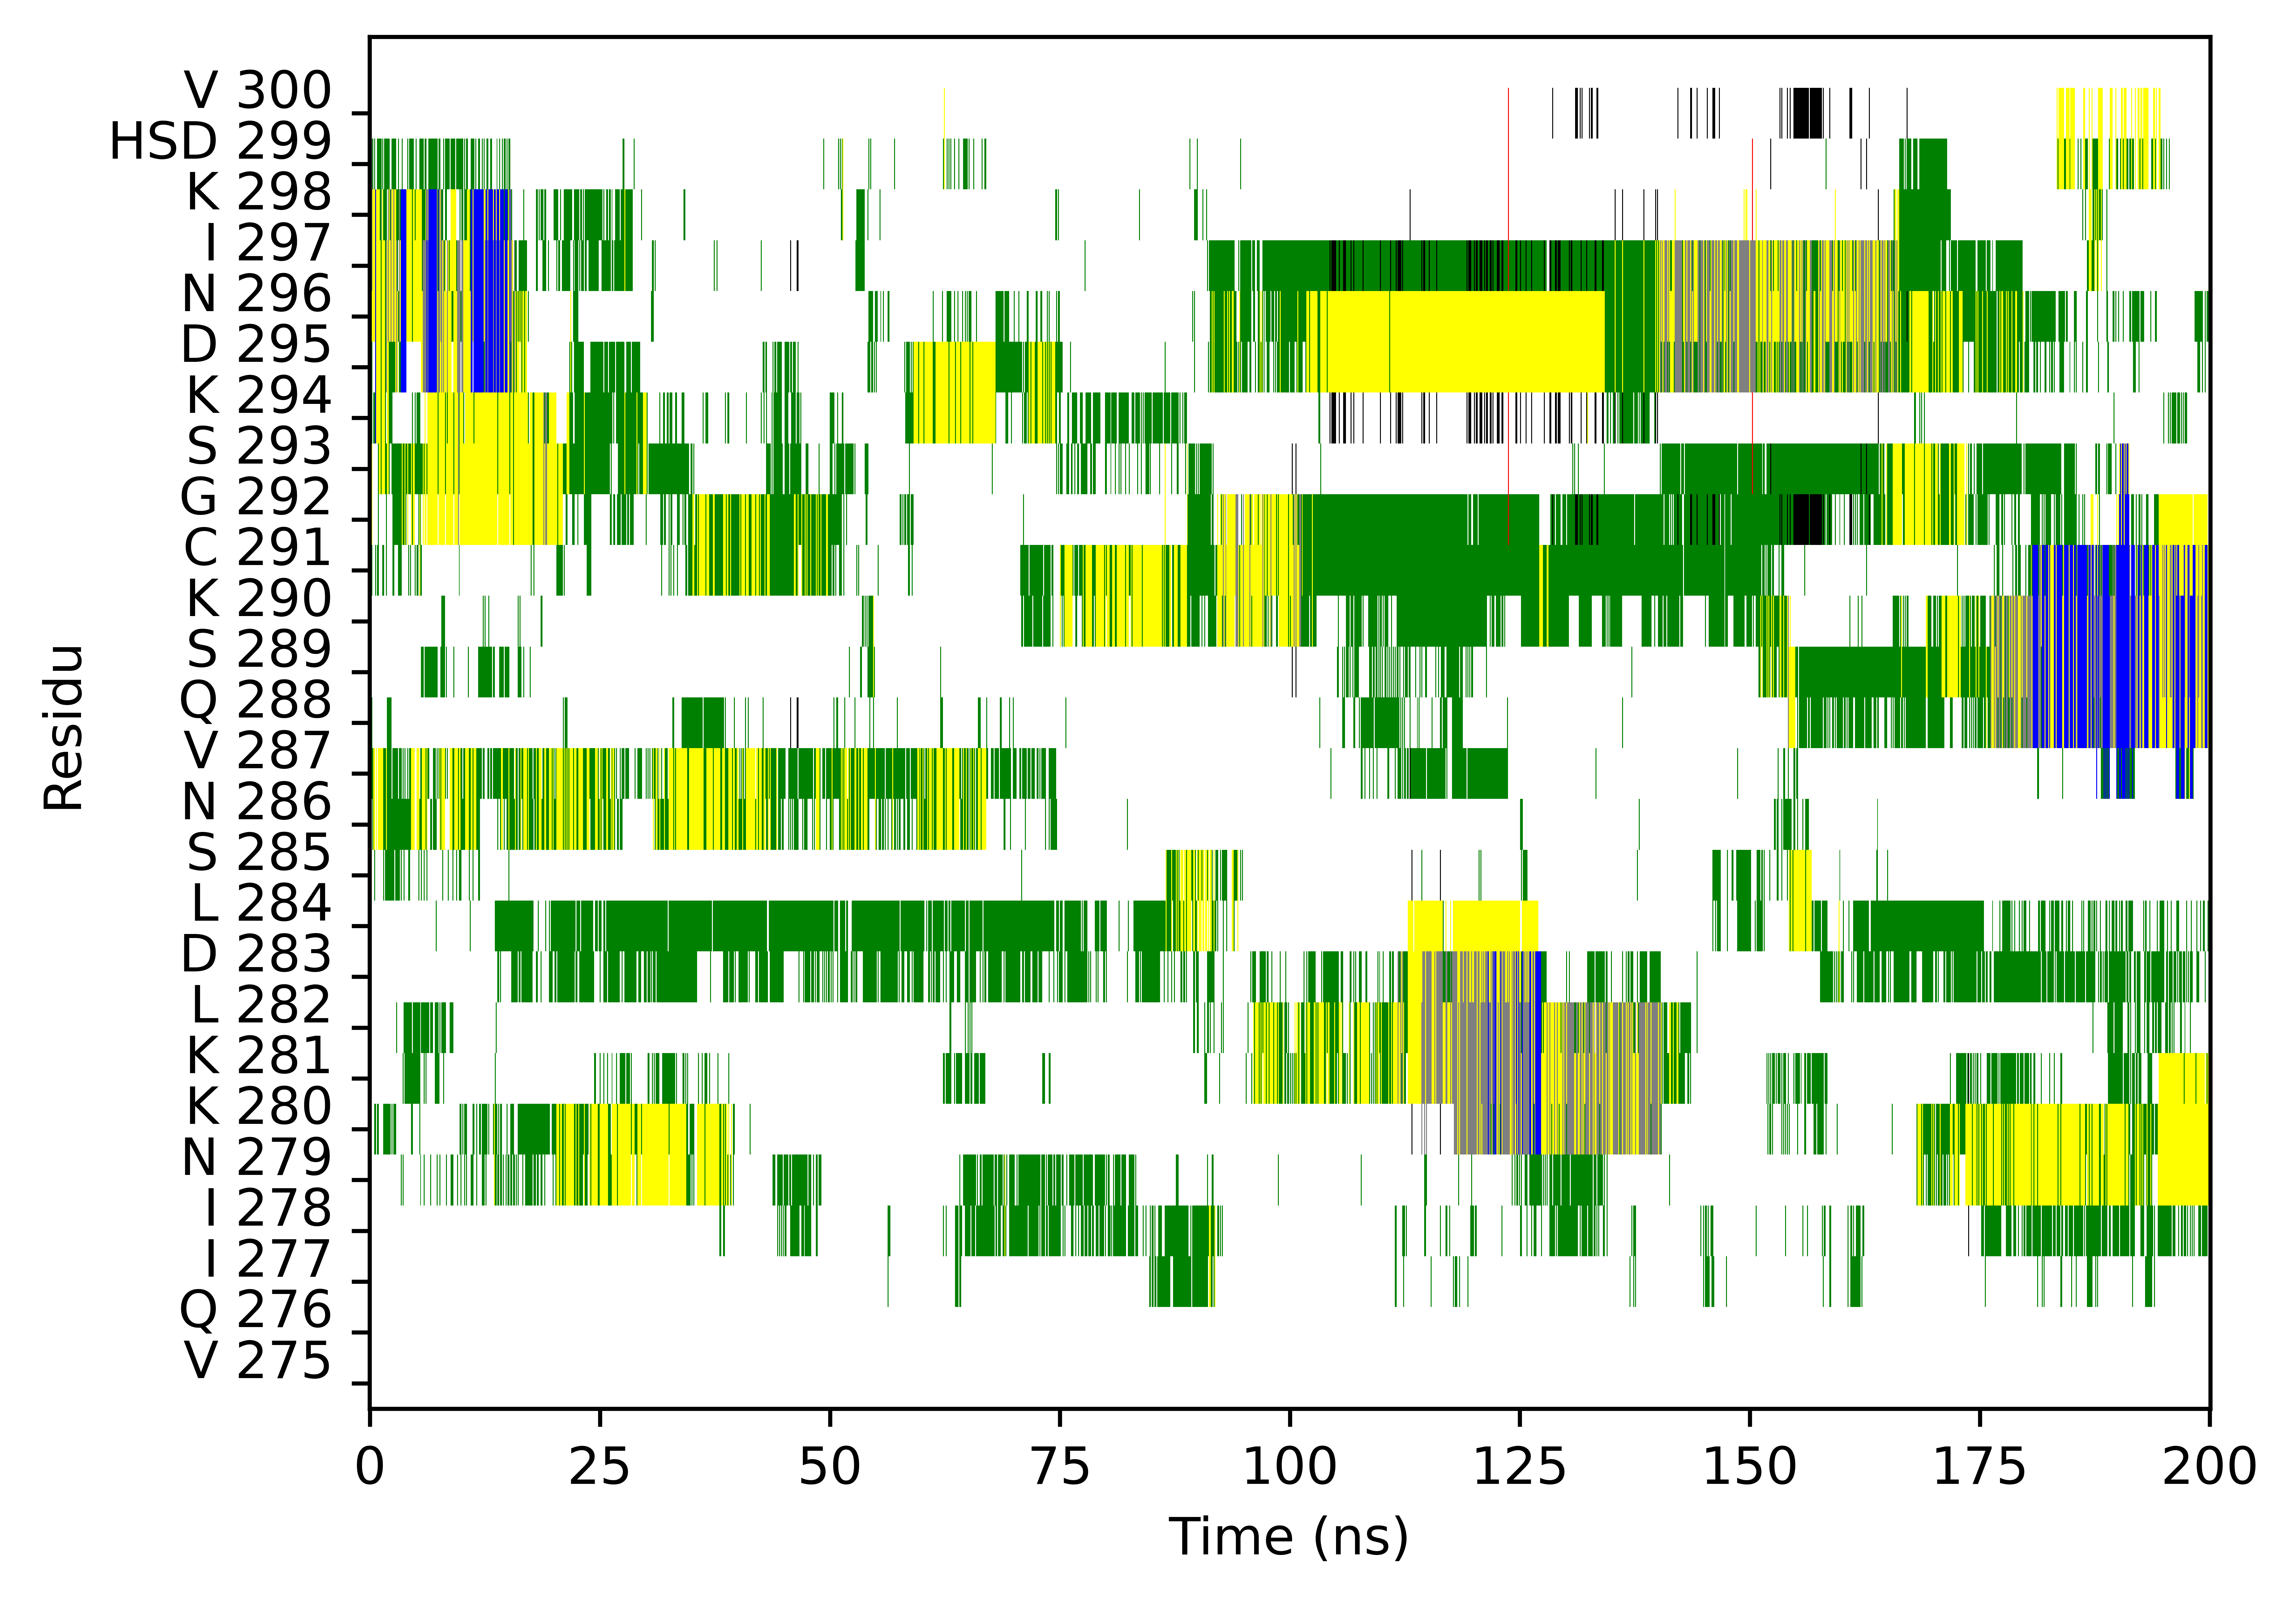 V 300
HSD 299
K 298
I 297
N 296
D 295
K 294
S 293
G 292
C 291
K 290
S 289
Q 288
V 287
N 286
S 285
L 284
D 283
L 282
K 281
K 280
N 279
I 278
I 277
Q 276
V 275
Residu
0 25 50 75 100 125 150 175 200
Time (ns)